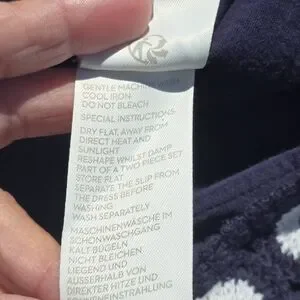 GENTLE MACHINE WASH
COOL IRON
DO NOT BLEACH
SPECIAL INSTRUCTIONS:
DRY FLAT, AWAY FROM
DIRECT HEAT AND
SUNLIGHT
RESHAPE WHILST DAMP
PART OF A TWO PIECE SET
STORE FLAT
SEPARATE THE SLIP FROM
THE DRESS BEFORE
WASHING
WASH SEPARATELY
MASCHINENWÄSCHE IM
SCHONWASCHGANG
KALT BÜGELN
NICHT BLEICHEN
LIEGEND UND
AUSSERHALB VON
DIREKTER HITZE UND
SONNENEINSTRAHLUNG